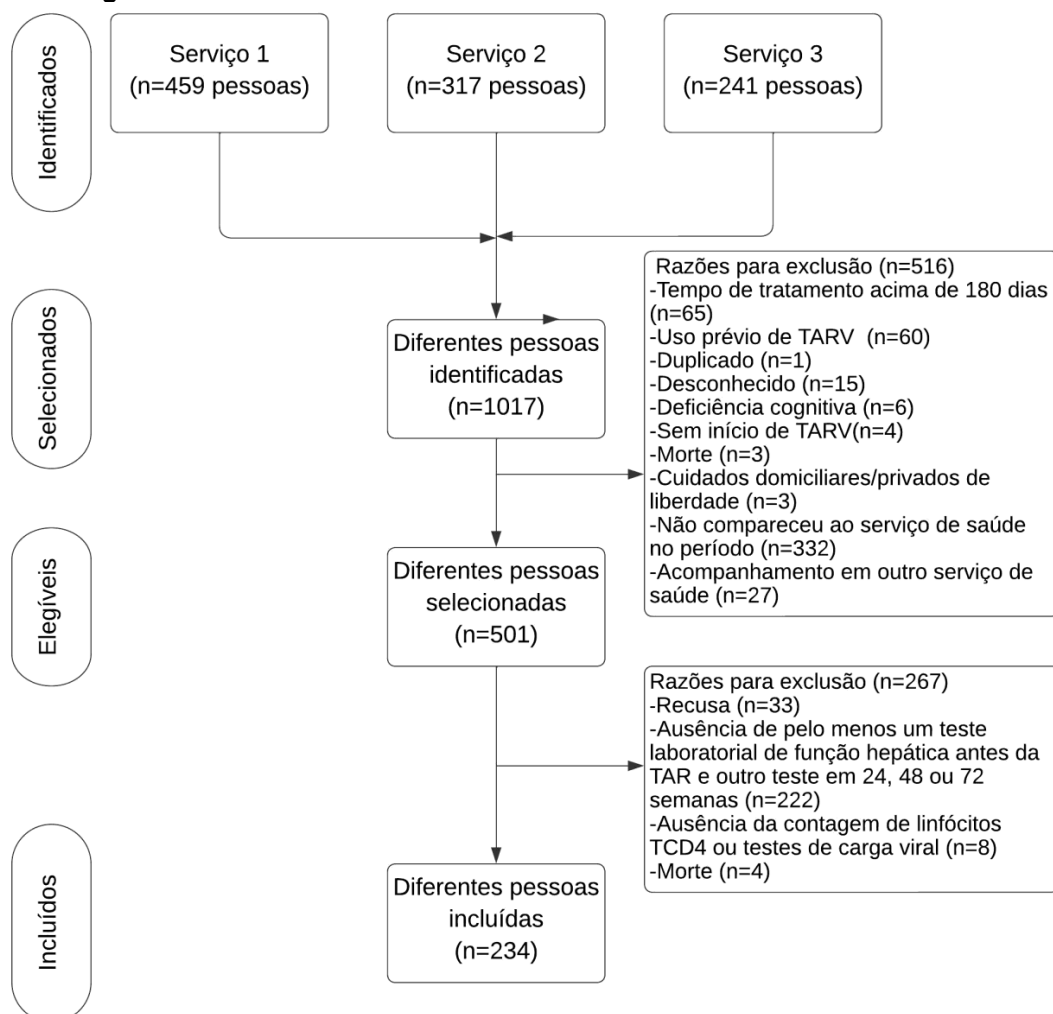 Identificados
Serviço 1
(n=459 pessoas)
Serviço 2
(n=317 pessoas)
Serviço 3
(n=241 pessoas)
Selecionados
Diferentes pessoas
identificadas
(n=1017)
Razões para exclusão (n=516)
-Tempo de tratamento acima de 180 dias
(n=65)
-Uso prévio de TARV (n=60)
-Duplicado (n=1)
-Desconhecido (n=15)
-Deficiência cognitiva (n=6)
-Sem início de TARV(n=4)
-Morte (n=3)
-Cuidados domiciliares/privados de
liberdade (n=3)
-Não compareceu ao serviço de saúde
no período (n=332)
-Acompanhamento em outro serviço de
saúde (n=27)
Elegíveis
Diferentes pessoas
selecionadas
(n=501)
Razões para exclusão (n=267)
-Recusa (n=33)
-Ausência de pelo menos um teste
laboratorial de função hepática antes da
TAR e outro teste em 24, 48 ou 72
semanas (n=222)
-Ausência da contagem de linfócitos
TCD4 ou testes de carga viral (n=8)
-Morte (n=4)
Incluídos
Diferentes pessoas
incluídas
(n=234)